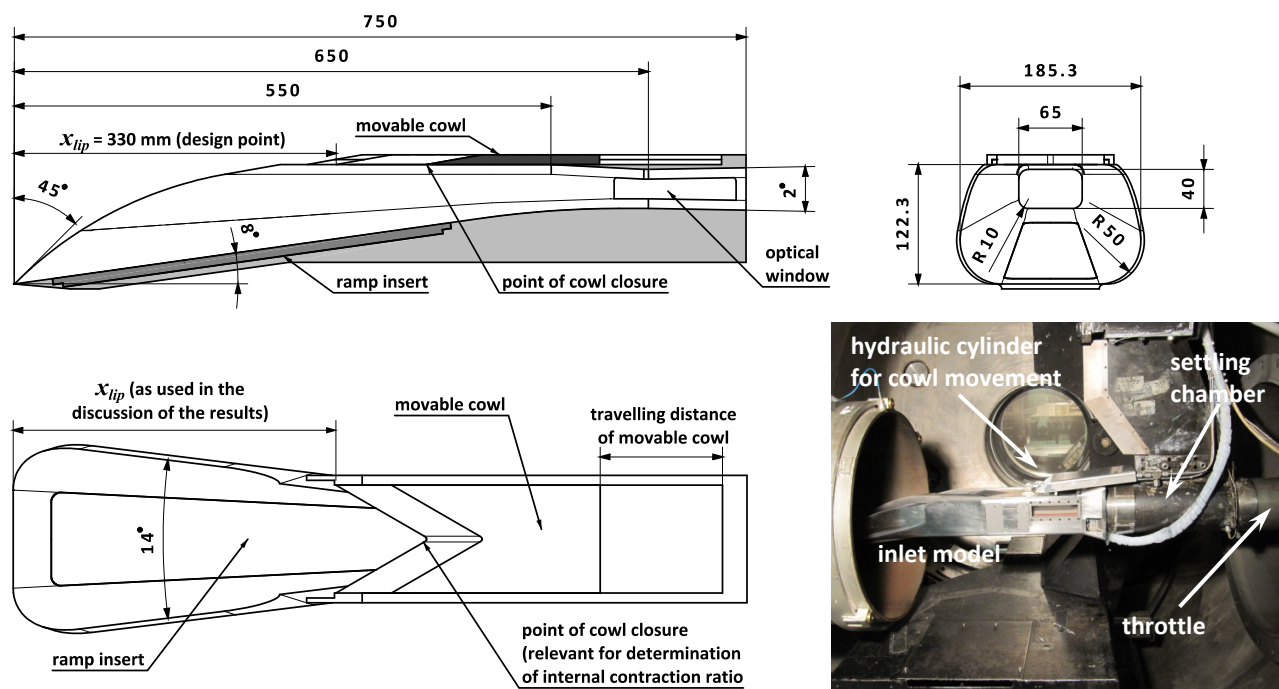 750
650
550
x_lip = 330 mm (design point)
movable cowl
45°
8°
2°
ramp insert
point of cowl closure
optical
window
185.3
65
122.3
40
R10
R50
x_lip (as used in the
discussion of the results)
movable cowl
travelling distance
of movable cowl
14°
ramp insert
point of cowl closure
(relevant for determination
of internal contraction ratio
hydraulic cylinder
for cowl movement
settling
chamber
inlet model
throttle